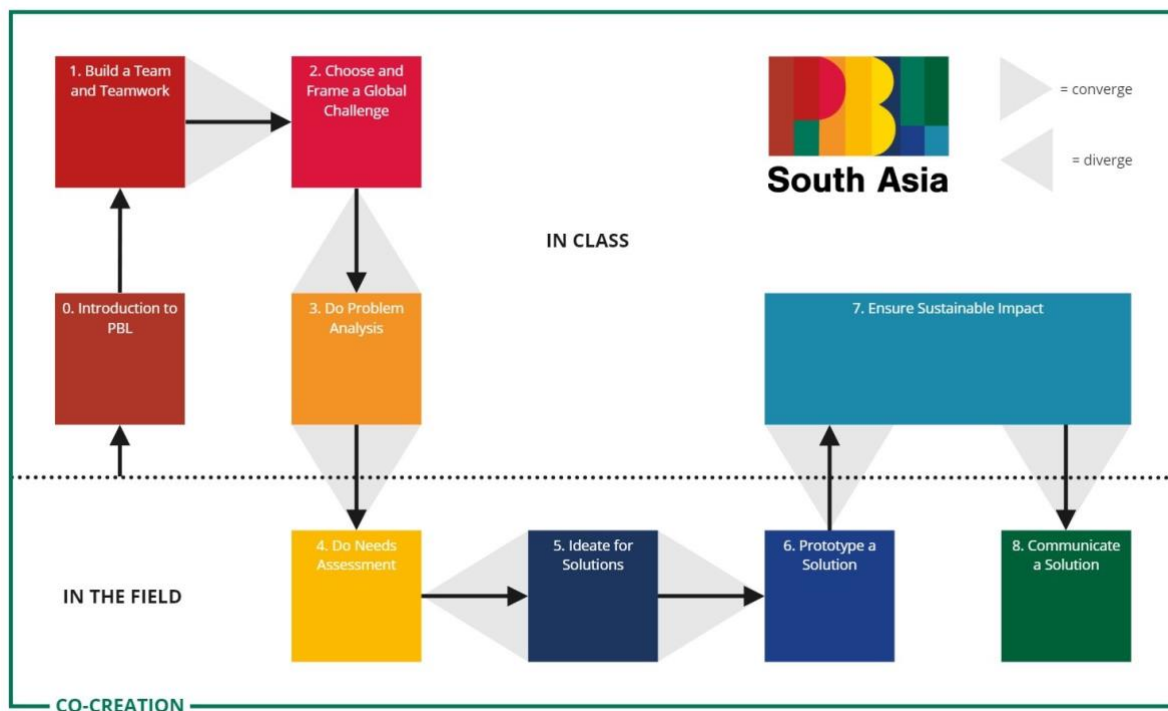 1. Build a Team
and Teamwork
2. Choose and
Frame a Global
Challenge
PBL
South Asia
= converge
= diverge
IN CLASS
0. Introduction to
PBL
3. Do Problem
Analysis
7. Ensure Sustainable Impact
4. Do Needs
Assessment
5. Ideate for
Solutions
6. Prototype a
Solution
8. Communicate
a Solution
IN THE FIELD
CO-CREATION